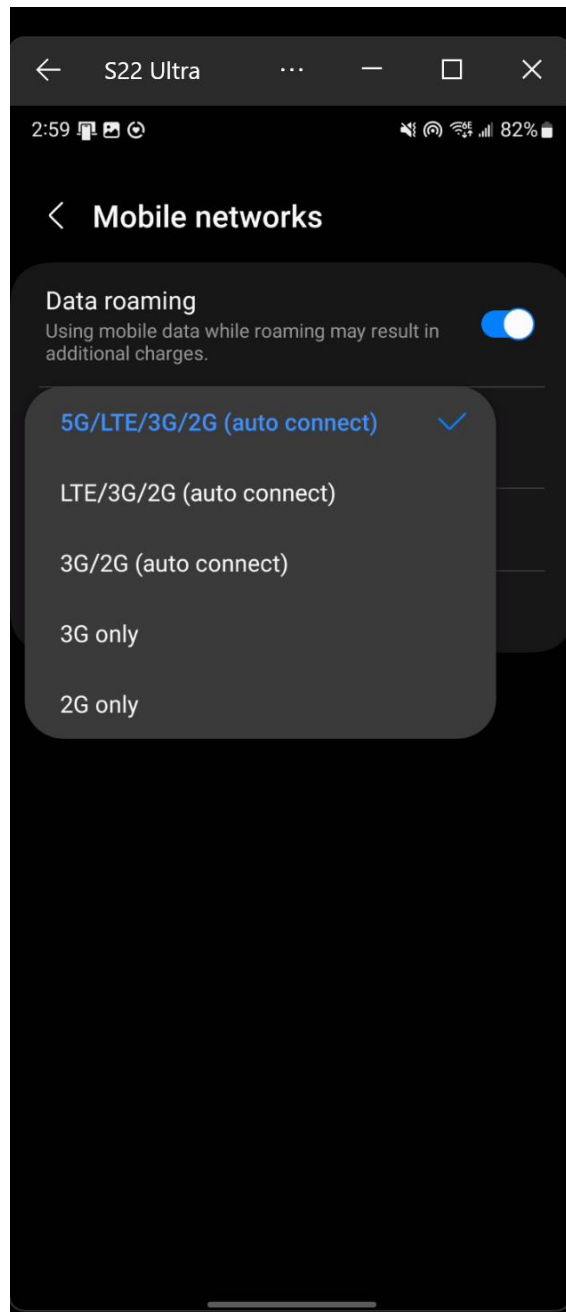 S22 Ultra
2:59 82%
Mobile networks
Data roaming
Using mobile data while roaming may result in
additional charges.
5G/LTE/3G/2G (auto connect)
LTE/3G/2G (auto connect)
3G/2G (auto connect)
3G only
2G only